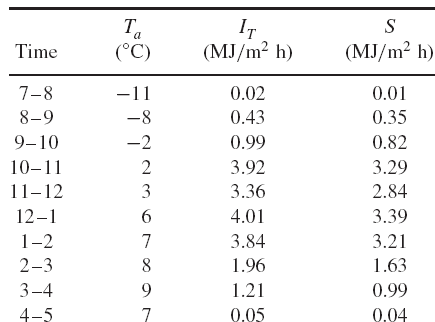 Tₐ I_T S
Time (°C) (MJ/m² h) (MJ/m² h)
7–8 −11 0.02 0.01
8–9 −8 0.43 0.35
9–10 −2 0.99 0.82
10–11 2 3.92 3.29
11–12 3 3.36 2.84
12–1 6 4.01 3.39
1–2 7 3.84 3.21
2–3 8 1.96 1.63
3–4 9 1.21 0.99
4–5 7 0.05 0.04